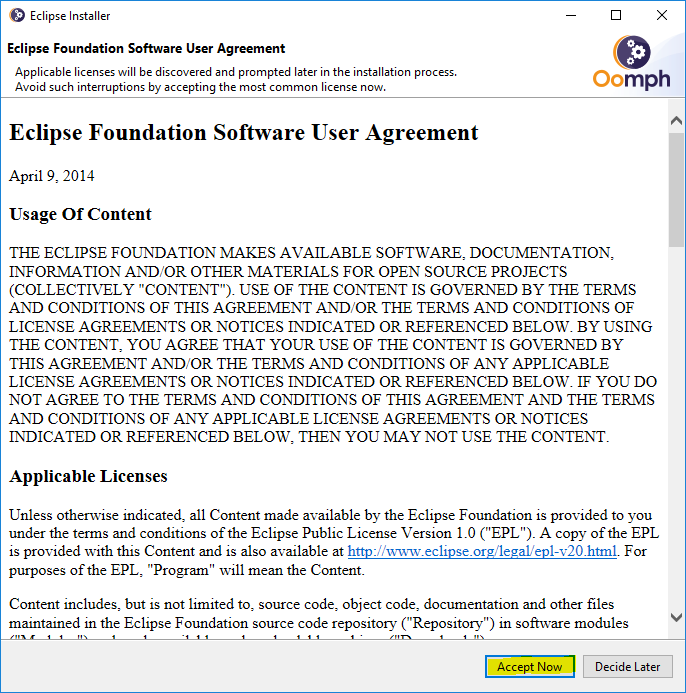 Eclipse Installer
Eclipse Foundation Software User Agreement
Applicable licenses will be discovered and prompted later in the installation process.
Avoid such interruptions by accepting the most common license now.
Oomph
Eclipse Foundation Software User Agreement
April 9, 2014
Usage Of Content
THE ECLIPSE FOUNDATION MAKES AVAILABLE SOFTWARE, DOCUMENTATION,
INFORMATION AND/OR OTHER MATERIALS FOR OPEN SOURCE PROJECTS
(COLLECTIVELY "CONTENT"). USE OF THE CONTENT IS GOVERNED BY THE TERMS
AND CONDITIONS OF THIS AGREEMENT AND/OR THE TERMS AND CONDITIONS OF
LICENSE AGREEMENTS OR NOTICES INDICATED OR REFERENCED BELOW. BY USING
THE CONTENT, YOU AGREE THAT YOUR USE OF THE CONTENT IS GOVERNED BY
THIS AGREEMENT AND/OR THE TERMS AND CONDITIONS OF ANY APPLICABLE
LICENSE AGREEMENTS OR NOTICES INDICATED OR REFERENCED BELOW. IF YOU DO
NOT AGREE TO THE TERMS AND CONDITIONS OF THIS AGREEMENT AND THE TERMS
AND CONDITIONS OF ANY APPLICABLE LICENSE AGREEMENTS OR NOTICES
INDICATED OR REFERENCED BELOW, THEN YOU MAY NOT USE THE CONTENT.
Applicable Licenses
Unless otherwise indicated, all Content made available by the Eclipse Foundation is provided to you
under the terms and conditions of the Eclipse Public License Version 1.0 ("EPL"). A copy of the EPL
is provided with this Content and is also available at http://www.eclipse.org/legal/epl-v20.html. For
purposes of the EPL, "Program" will mean the Content.
Content includes, but is not limited to, source code, object code, documentation and other files
maintained in the Eclipse Foundation source code repository ("Repository") in software modules
Accept Now
Decide Later